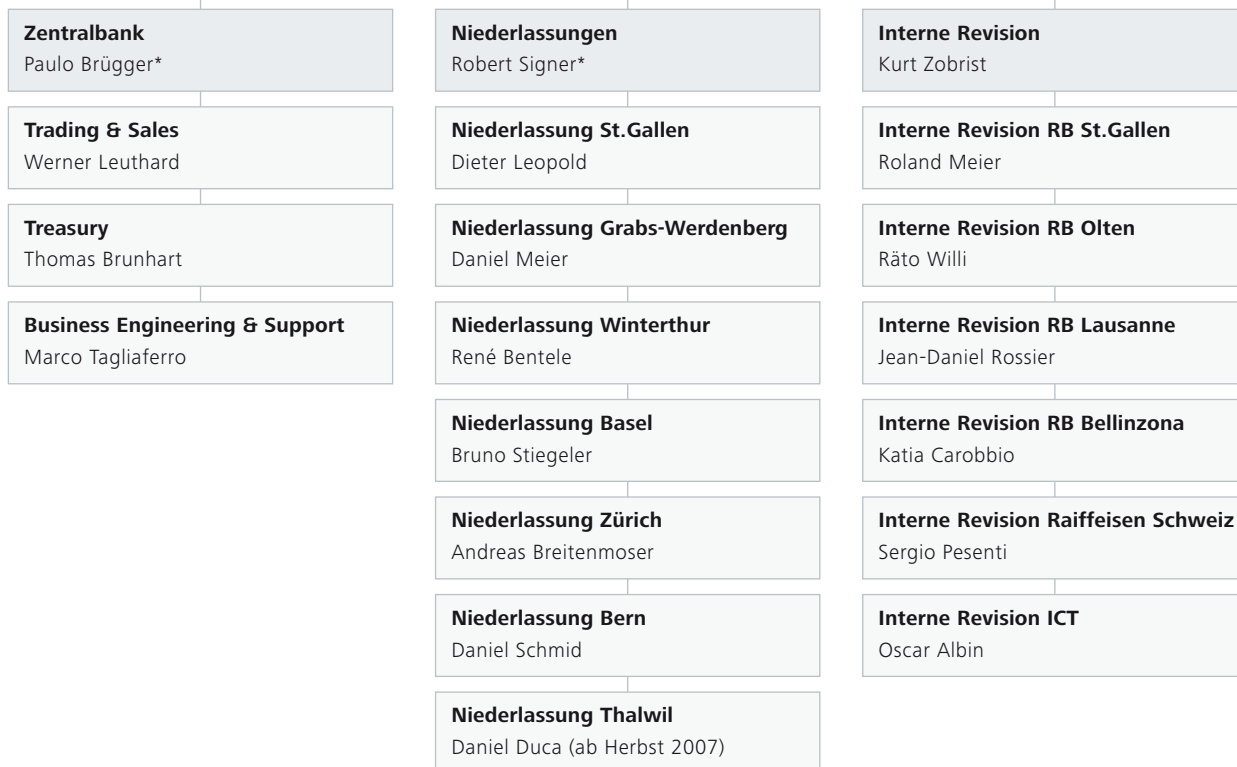 Zentralbank
Paulo Brügger*
Trading & Sales
Werner Leuthard
Treasury
Thomas Brunhart
Business Engineering & Support
Marco Tagliaferro
Niederlassungen
Robert Signer*
Niederlassung St.Gallen
Dieter Leopold
Niederlassung Grabs-Werdenberg
Daniel Meier
Niederlassung Winterthur
René Bentele
Niederlassung Basel
Bruno Stiegeler
Niederlassung Zürich
Andreas Breitenmoser
Niederlassung Bern
Daniel Schmid
Niederlassung Thalwil
Daniel Duca (ab Herbst 2007)
Interne Revision
Kurt Zobrist
Interne Revision RB St.Gallen
Roland Meier
Interne Revision RB Olten
Räto Willi
Interne Revision RB Lausanne
Jean-Daniel Rossier
Interne Revision RB Bellinzona
Katia Carobbio
Interne Revision Raiffeisen Schweiz
Sergio Pesenti
Interne Revision ICT
Oscar Albin